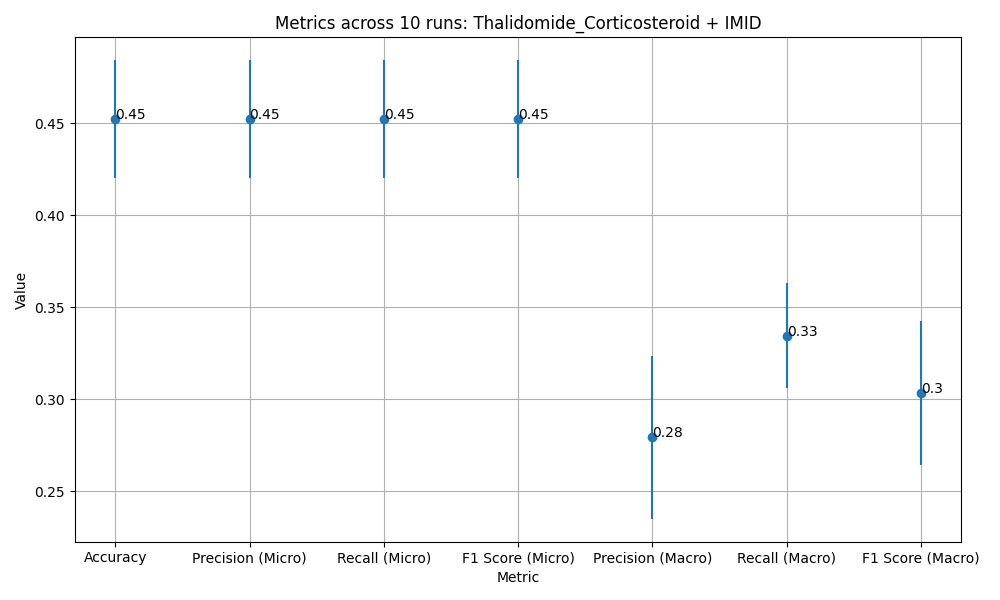 Metrics across 10 runs: Thalidomide_Corticosteroid + IMID
Value
0.45
0.40
0.35
0.30
0.25
0.45
0.45
0.45
0.45
0.28
0.33
0.3
Accuracy
Precision (Micro)
Recall (Micro)
F1 Score (Micro)
Precision (Macro)
Recall (Macro)
F1 Score (Macro)
Metric